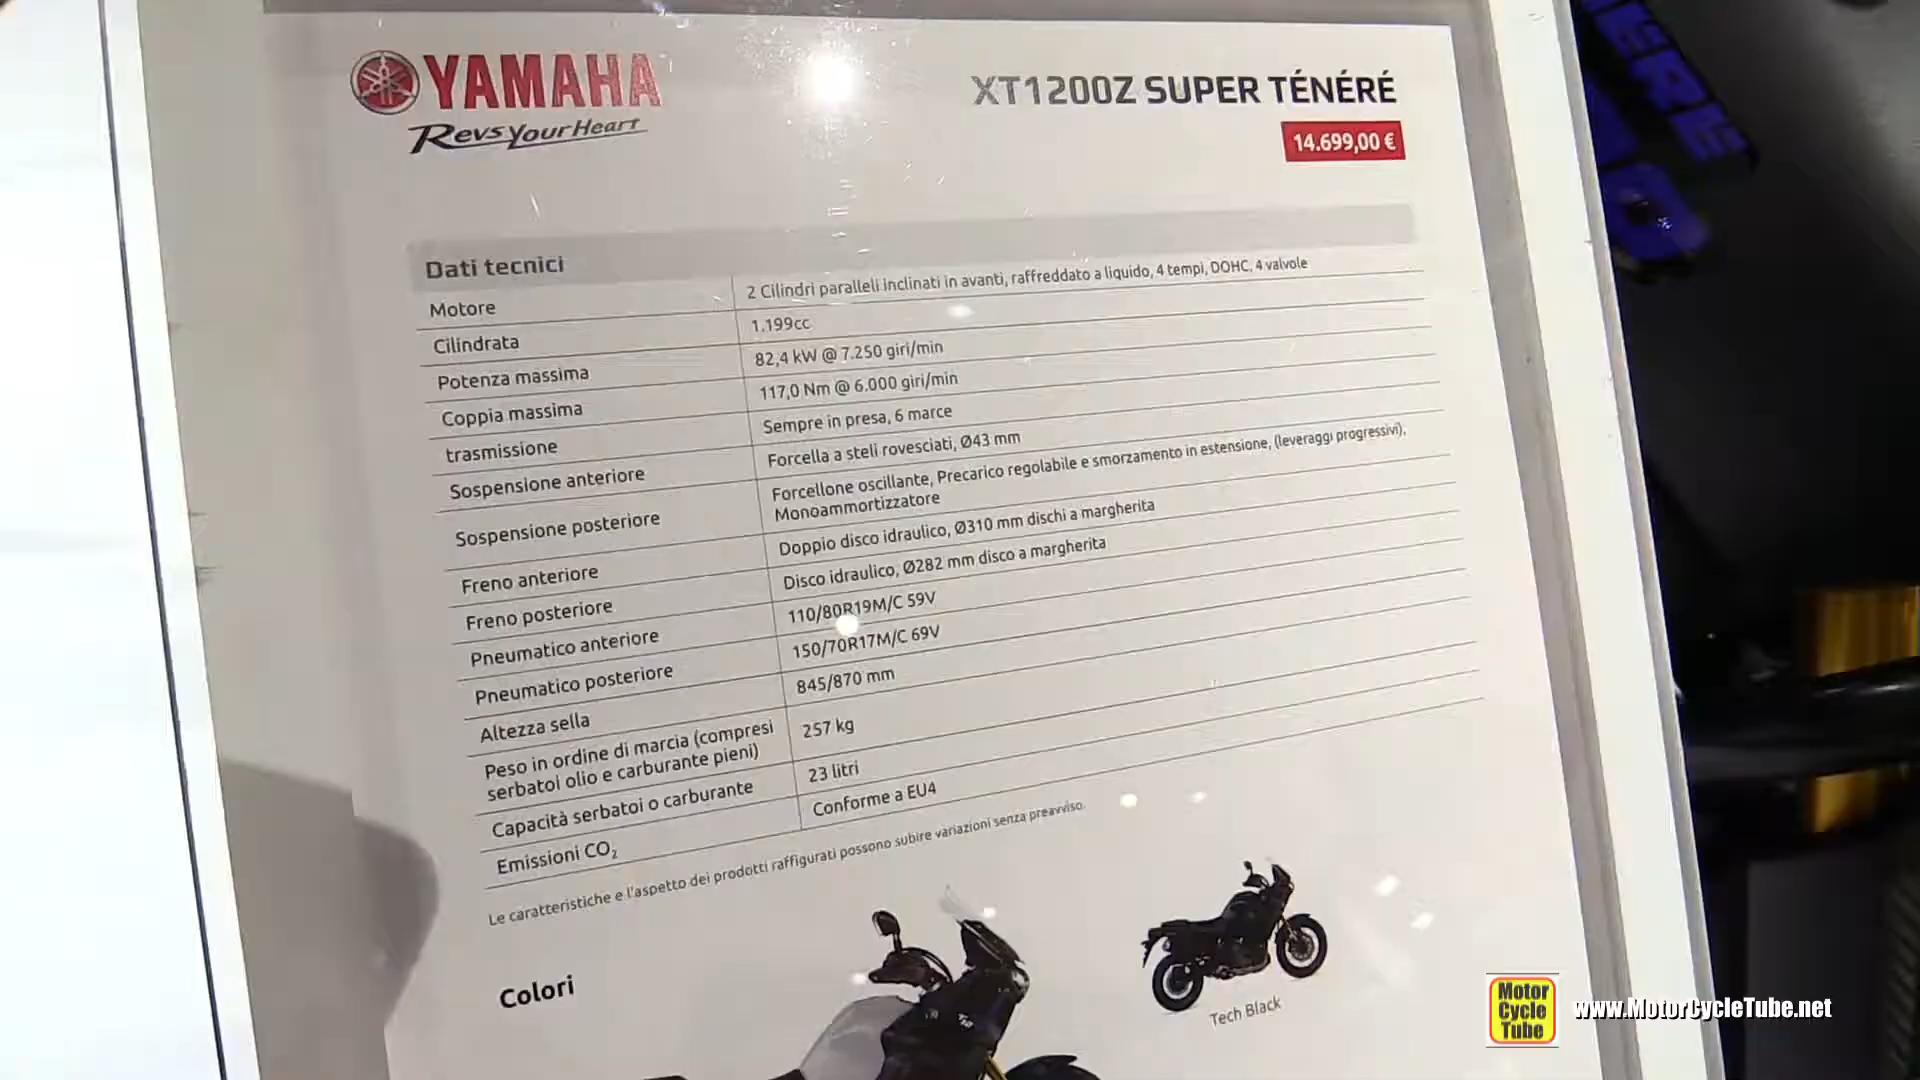 YAMAHA
Revs Your Heart
XT1200Z SUPER TÉNÉRÉ
14.699,00 €
Dati tecnici
Motore 2 Cilindri paralleli inclinati in avanti, raffreddato a liquido, 4 tempi, DOHC, 4 valvole
Cilindrata 1.199cc
Potenza massima 82,4 kW @ 7.250 giri/min
Coppia massima 117,0 Nm @ 6.000 giri/min
trasmissione Sempre in presa, 6 marce
Sospensione anteriore Forcella a steli rovesciati, Ø43 mm
Sospensione posteriore Forcellone oscillante, Precarico regolabile e smorzamento in estensione, (leveraggi progressivi),
Monoammortizzatore
Freno anteriore Doppio disco idraulico, Ø310 mm dischi a margherita
Freno posteriore Disco idraulico, Ø282 mm disco a margherita
Pneumatico anteriore 110/80R19M/C 59V
Pneumatico posteriore 150/70R17M/C 69V
Altezza sella 845/870 mm
Peso in ordine di marcia (compresi
serbatoi olio e carburante pieni) 257 kg
Capacità serbatoi o carburante 23 litri
Emissioni CO₂ Conforme a EU4
Le caratteristiche e l'aspetto dei prodotti raffigurati possono subire variazioni senza preavviso.
Colori
Tech Black
Motor
Cycle
Tube
www.MotorCycleTube.net